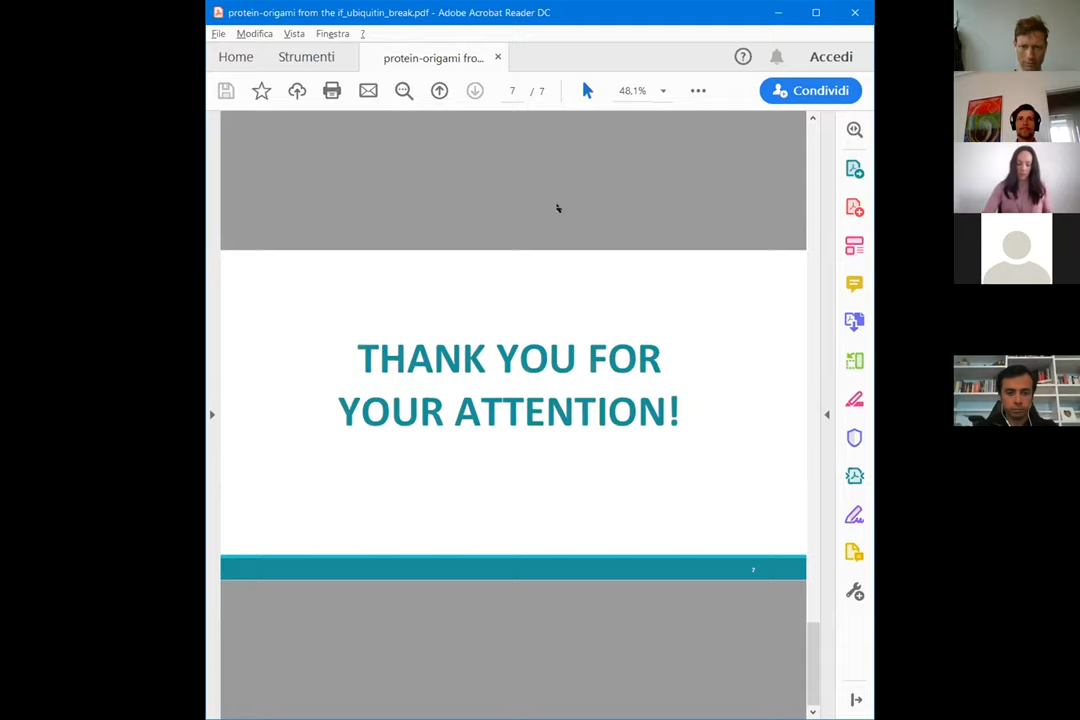 protein-origami from the if_ubiquitin_break.pdf - Adobe Acrobat Reader DC
File Modifica Vista Finestra ?
Home Strumenti protein-origami fro... Accedi
7 / 7 48,1% Condividi
THANK YOU FOR
YOUR ATTENTION!
7